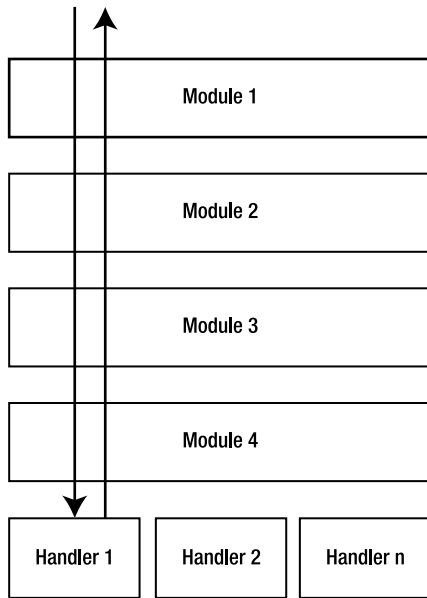 Module 1
Module 2
Module 3
Module 4
Handler 1
Handler 2
Handler n